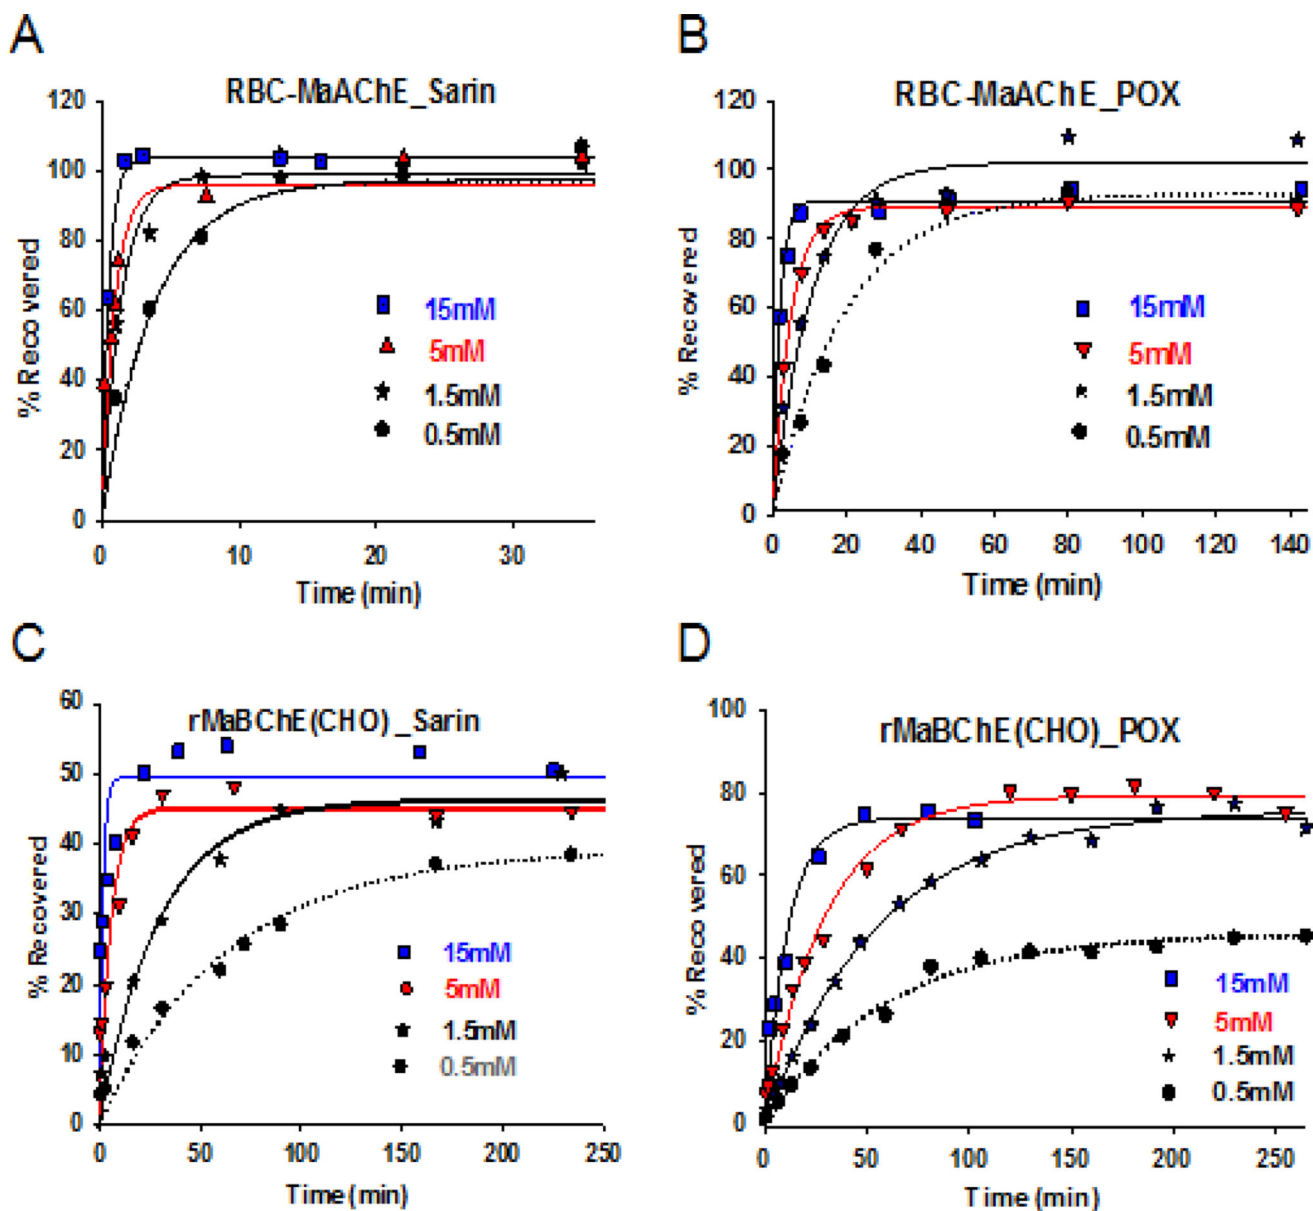 A
RBC-MaAChE_Sarin
% Recovered
120
100
80
60
40
20
0
15mM
5mM
1.5mM
0.5mM
0 10 20 30
Time (min)
B
RBC-MaAChE_POX
% Recovered
120
100
80
60
40
20
0
15mM
5mM
1.5mM
0.5mM
0 20 40 60 80 100 120 140
Time (min)
C
rMaBChE(CHO)_Sarin
% Recovered
60
50
40
30
20
10
0
15mM
5mM
1.5mM
0.5mM
0 50 100 150 200 250
Time (min)
D
rMaBChE(CHO)_POX
% Recovered
100
80
60
40
20
0
15mM
5mM
1.5mM
0.5mM
0 50 100 150 200 250
Time (min)